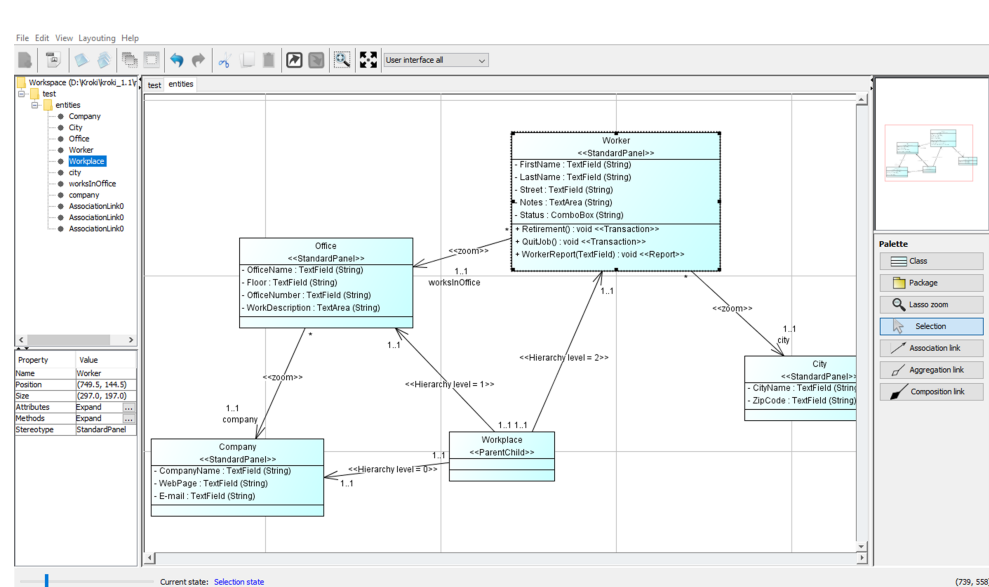 File Edit View Layouting Help
User interface all
Workspace (D:\Kroki\kroki_1.1\
test
entities
Company
City
Office
Worker
Workplace
city
worksInOffice
company
AssociationLink0
AssociationLink0
AssociationLink0
Property Value
Name Worker
Position (749.5, 144.5)
Size (297.0, 197.0)
Attributes Expand ...
Methods Expand ...
Stereotype StandardPanel
test entities
Worker
<<StandardPanel>>
- FirstName : TextField (String)
- LastName : TextField (String)
- Street : TextField (String)
- Notes : TextArea (String)
- Status : ComboBox (String)
+ Retirement() : void <<Transaction>>
+ QuitJob() : void <<Transaction>>
+ WorkerReport(TextField) : void <<Report>>
*
<<zoom>>
1..1
worksInOffice
Office
<<StandardPanel>>
- OfficeName : TextField (String)
- Floor : TextField (String)
- OfficeNumber : TextField (String)
- WorkDescription : TextArea (String)
1..1
*
<<zoom>>
1..1
city
*
1..1
<<Hierarchy level = 2>>
City
<<StandardPanel>>
- CityName : TextField (String
- ZipCode : TextField (String)
<<zoom>>
<<Hierarchy level = 1>>
1..1
company
1..1 1..1
Workplace
<<ParentChild>>
Company
<<StandardPanel>>
- CompanyName : TextField (String)
- WebPage : TextField (String)
- E-mail : TextField (String)
1..1
<<Hierarchy level = 0>>
1..1
Palette
Class
Package
Lasso zoom
Selection
Association link
Aggregation link
Composition link
Current state: Selection state
(739, 558